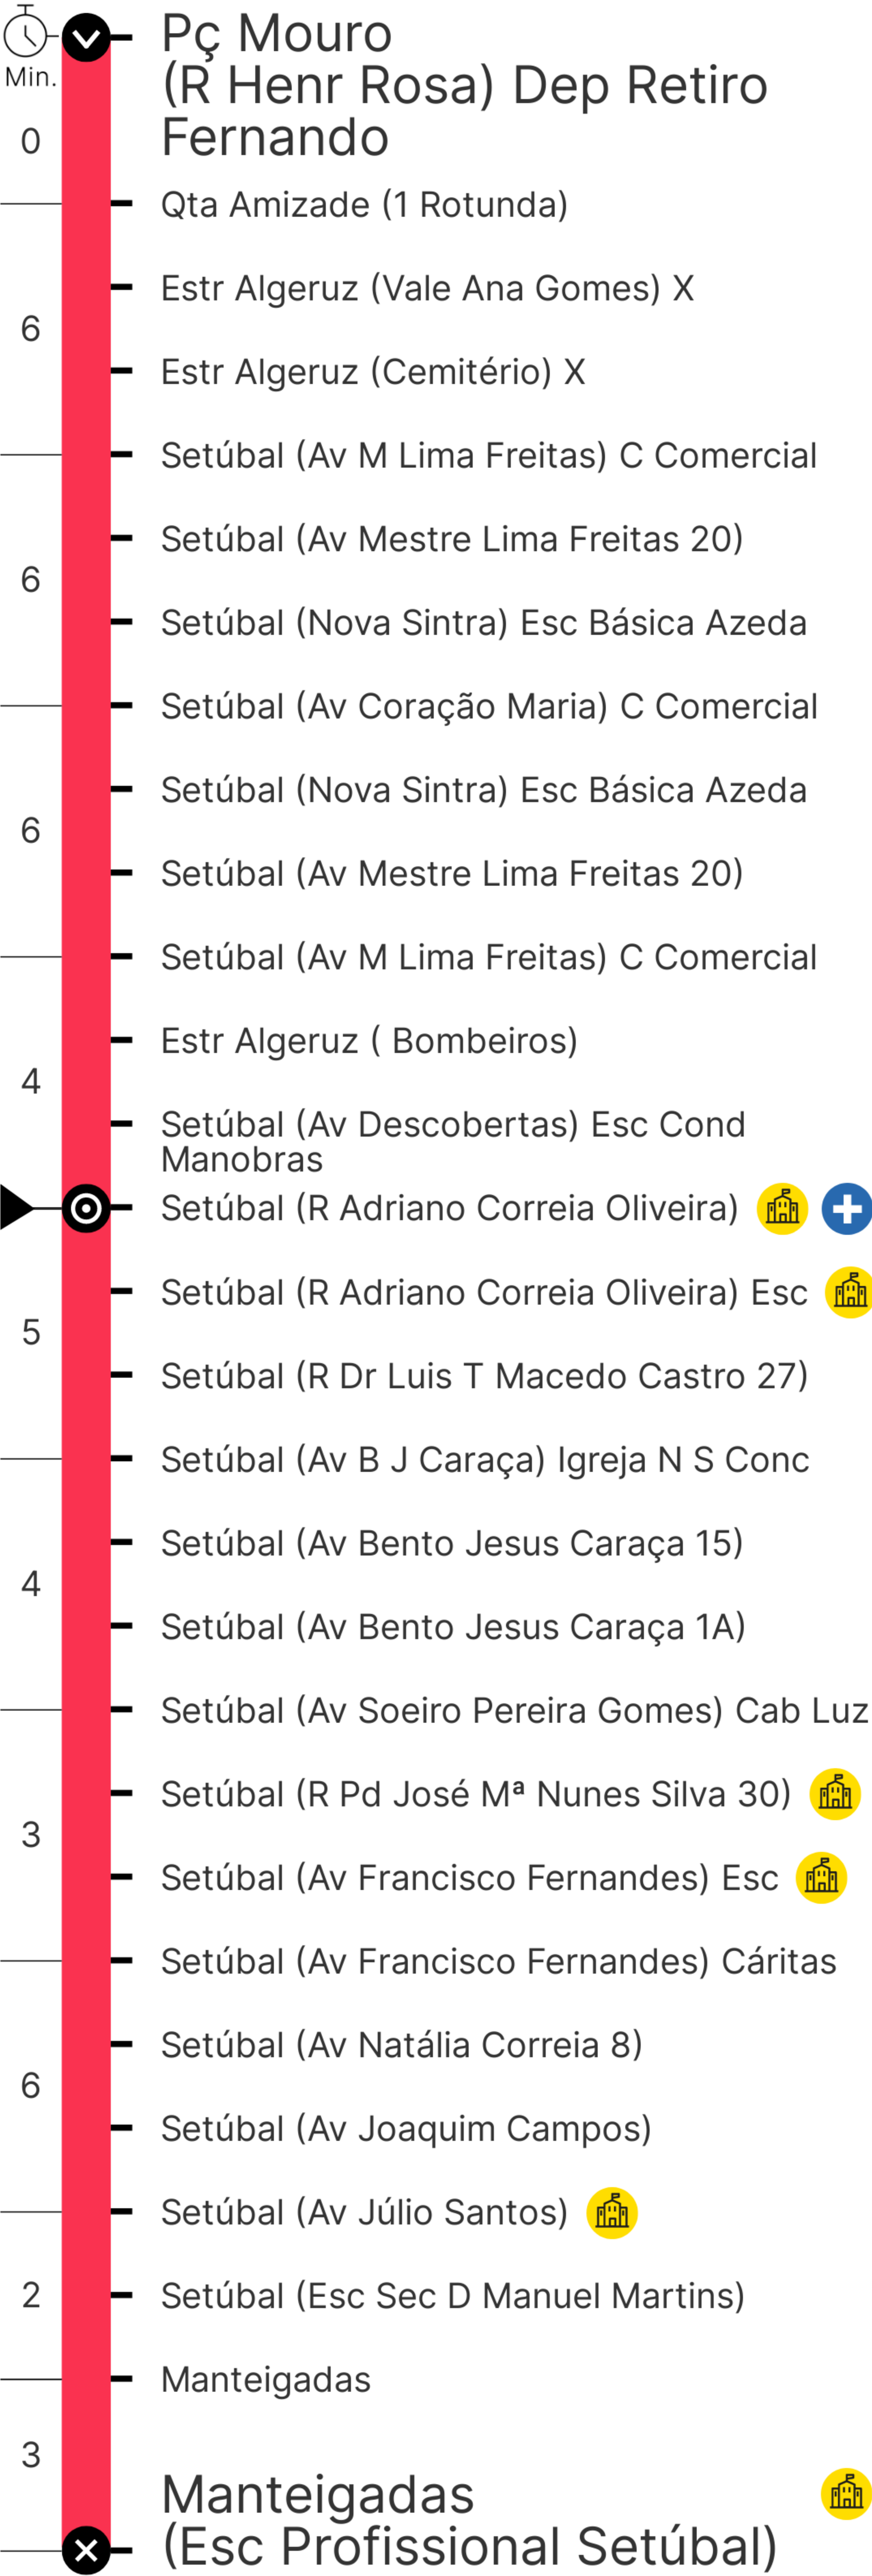 Min.
Pç Mouro
(R Henr Rosa) Dep Retiro
Fernando
0
Qta Amizade (1 Rotunda)
Estr Algeruz (Vale Ana Gomes) X
6
Estr Algeruz (Cemitério) X
Setúbal (Av M Lima Freitas) C Comercial
Setúbal (Av Mestre Lima Freitas 20)
6
Setúbal (Nova Sintra) Esc Básica Azeda
Setúbal (Av Coração Maria) C Comercial
Setúbal (Nova Sintra) Esc Básica Azeda
6
Setúbal (Av Mestre Lima Freitas 20)
Setúbal (Av M Lima Freitas) C Comercial
Estr Algeruz ( Bombeiros)
4
Setúbal (Av Descobertas) Esc Cond
Manobras
Setúbal (R Adriano Correia Oliveira)
Setúbal (R Adriano Correia Oliveira) Esc
5
Setúbal (R Dr Luis T Macedo Castro 27)
Setúbal (Av B J Caraça) Igreja N S Conc
Setúbal (Av Bento Jesus Caraça 15)
4
Setúbal (Av Bento Jesus Caraça 1A)
Setúbal (Av Soeiro Pereira Gomes) Cab Luz
Setúbal (R Pd José Mª Nunes Silva 30)
3
Setúbal (Av Francisco Fernandes) Esc
Setúbal (Av Francisco Fernandes) Cáritas
Setúbal (Av Natália Correia 8)
6
Setúbal (Av Joaquim Campos)
Setúbal (Av Júlio Santos)
2
Setúbal (Esc Sec D Manuel Martins)
Manteigadas
3
Manteigadas
(Esc Profissional Setúbal)